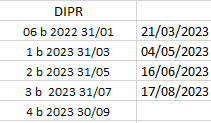 DIPR
06 b 2022 31/01 21/03/2023
1 b 2023 31/03 04/05/2023
2 b 2023 31/05 16/06/2023
3 b  2023 31/07 17/08/2023
4 b 2023 30/09